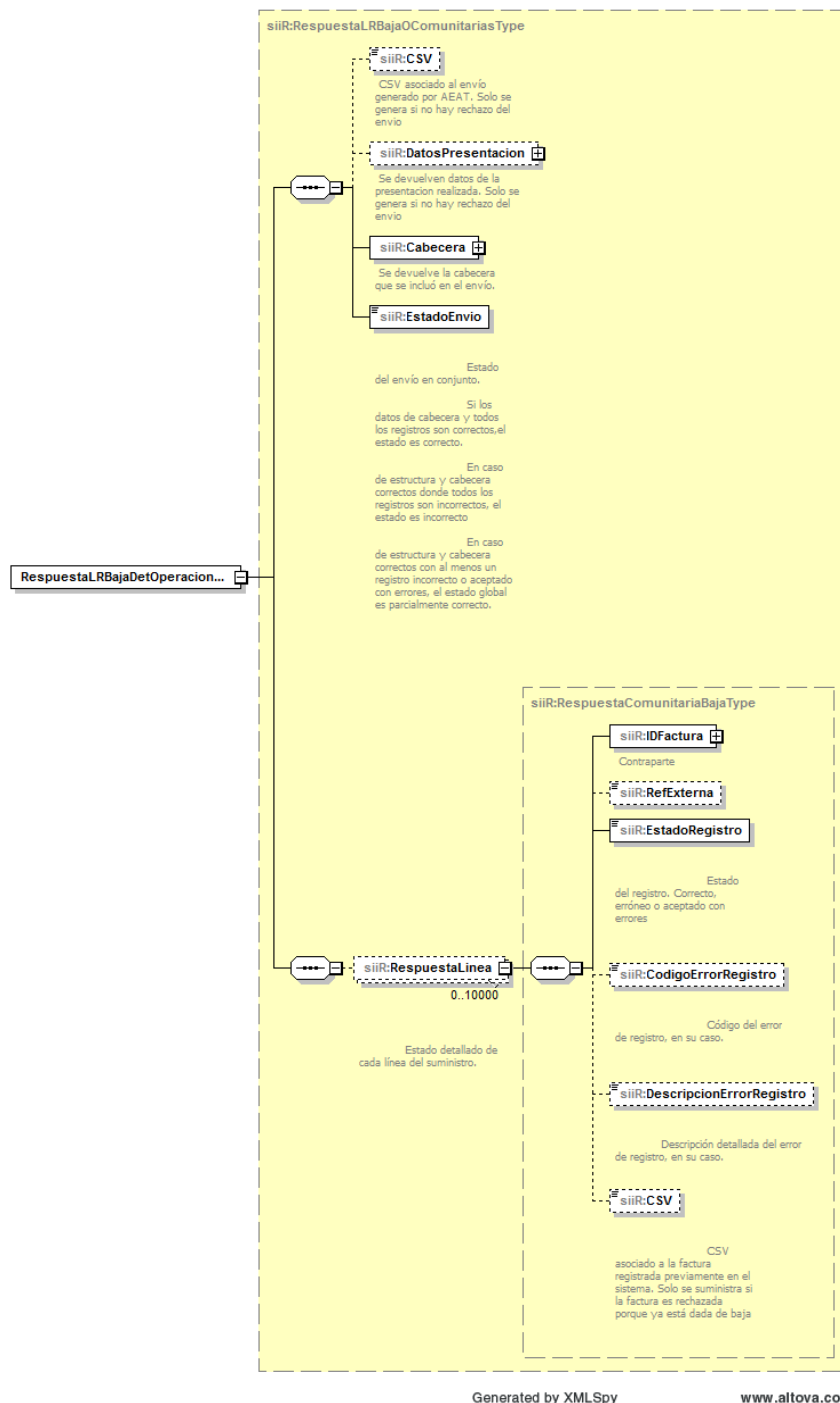 siiR:RespuestaLRBajaOComunitariasType
siiR:CSV
CSV asociado al envío
generado por AEAT. Solo se
genera si no hay rechazo del
envio
siiR:DatosPresentacion
Se devuelven datos de la
presentacion realizada. Solo se
genera si no hay rechazo del
envio
siiR:Cabecera
Se devuelve la cabecera
que se incluó en el envío.
siiR:EstadoEnvio
Estado
del envío en conjunto.
Si los
datos de cabecera y todos
los registros son correctos,el
estado es correcto.
En caso
de estructura y cabecera
correctos donde todos los
registros son incorrectos, el
estado es incorrecto
En caso
de estructura y cabecera
correctos con al menos un
registro incorrecto o aceptado
con errores, el estado global
es parcialmente correcto.
RespuestaLRBajaDetOperacion...
siiR:RespuestaComunitariaBajaType
siiR:IDFactura
Contraparte
siiR:RefExterna
siiR:EstadoRegistro
Estado
del registro. Correcto,
erróneo o aceptado con
errores
siiR:RespuestaLinea
0..10000
Estado detallado de
cada línea del suministro.
siiR:CodigoErrorRegistro
Código del error
de registro, en su caso.
siiR:DescripcionErrorRegistro
Descripción detallada del error
de registro, en su caso.
siiR:CSV
CSV
asociado a la factura
registrada previamente en el
sistema. Solo se suministra si
la factura es rechazada
porque ya está dada de baja
Generated by XMLSpy
www.altova.co